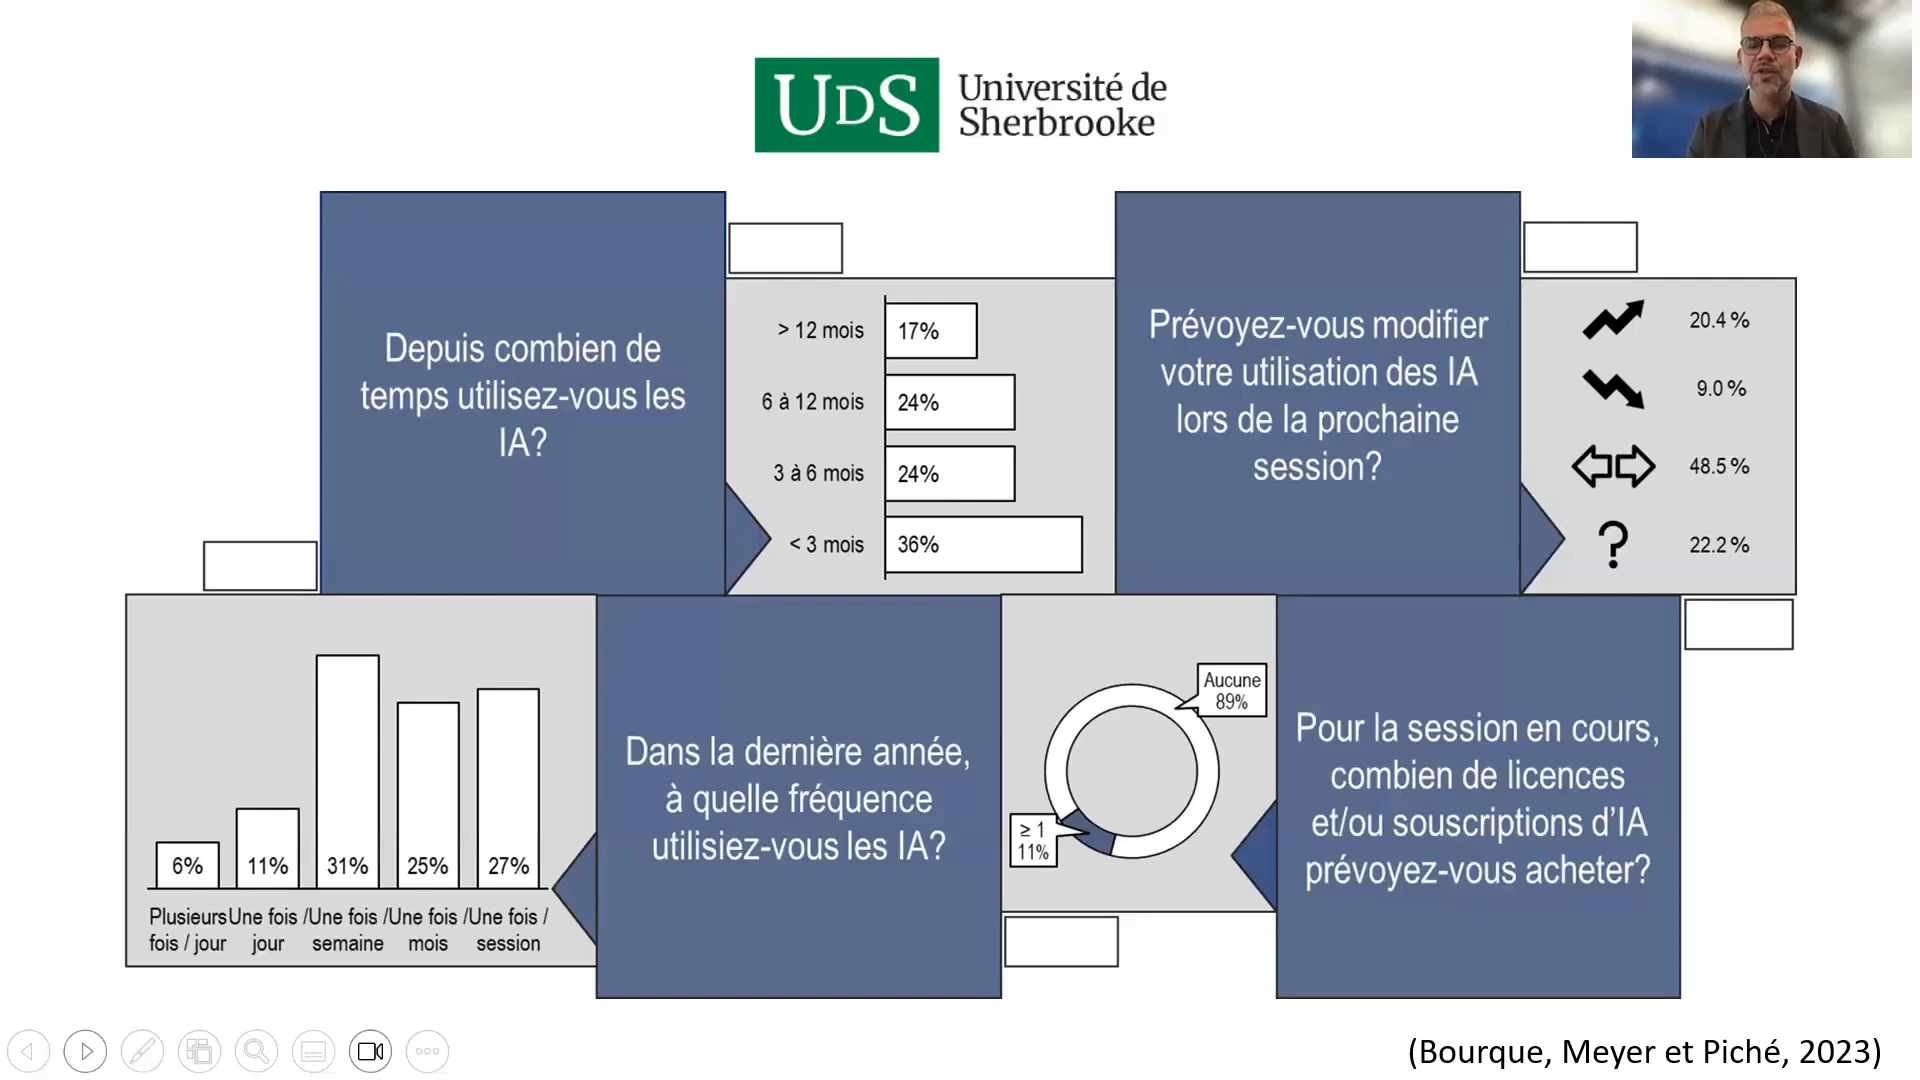 UDS Université de
Sherbrooke
Depuis combien de
temps utilisez-vous les
IA?
> 12 mois 17%
6 à 12 mois 24%
3 à 6 mois 24%
< 3 mois 36%
Prévoyez-vous modifier
votre utilisation des IA
lors de la prochaine
session?
20.4 %
9.0 %
48.5 %
? 22.2 %
6% 11% 31% 25% 27%
Plusieurs Une fois / Une fois / Une fois / Une fois /
fois / jour jour semaine mois session
Dans la dernière année,
à quelle fréquence
utilisiez-vous les IA?
Aucune
89%
≥ 1
11%
Pour la session en cours,
combien de licences
et/ou souscriptions d'IA
prévoyez-vous acheter?
(Bourque, Meyer et Piché, 2023)